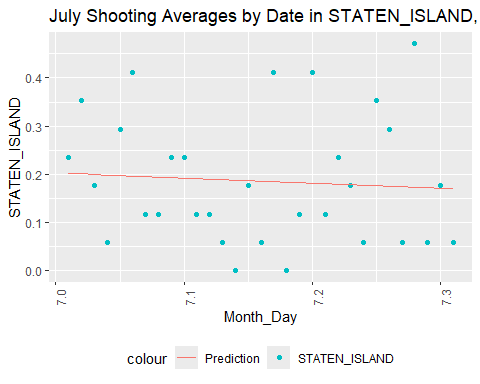 July Shooting Averages by Date in STATEN_ISLAND,
STATEN_ISLAND
0.4
0.3
0.2
0.1
0.0
7.0 7.1 7.2 7.3
Month_Day
colour Prediction STATEN_ISLAND